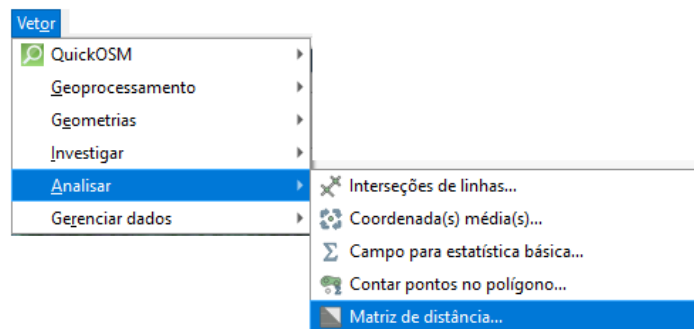 Vetor
QuickOSM
Geoprocessamento
Geometrias
Investigar
Analisar
Gerenciar dados
Interseções de linhas...
Coordenada(s) média(s)...
Campo para estatística básica...
Contar pontos no polígono...
Matriz de distância...